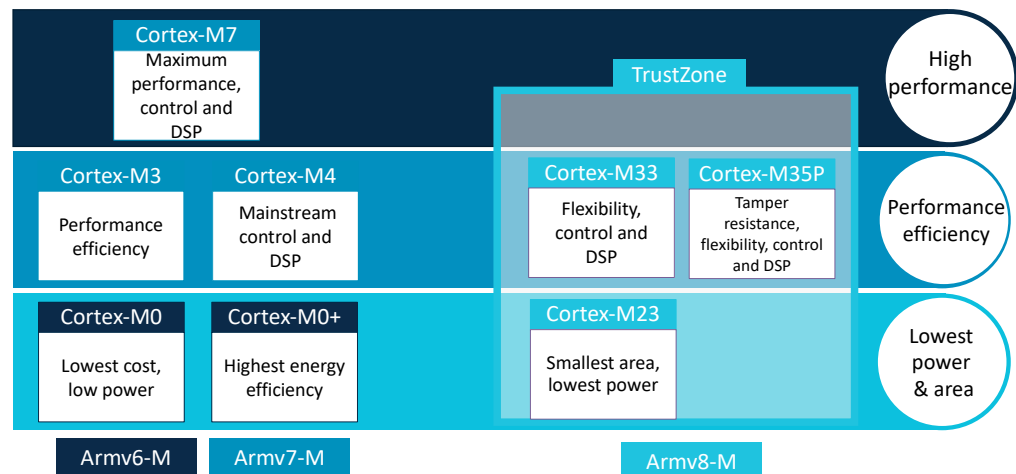 Cortex-M7
Maximum
performance,
control and
DSP
TrustZone
High
performance
Cortex-M3
Performance
efficiency
Cortex-M4
Mainstream
control and
DSP
Cortex-M33
Flexibility,
control and
DSP
Cortex-M35P
Tamper
resistance,
flexibility, control
and DSP
Performance
efficiency
Cortex-M0
Lowest cost,
low power
Cortex-M0+
Highest energy
efficiency
Cortex-M23
Smallest area,
lowest power
Lowest
power
& area
Armv6-M
Armv7-M
Armv8-M